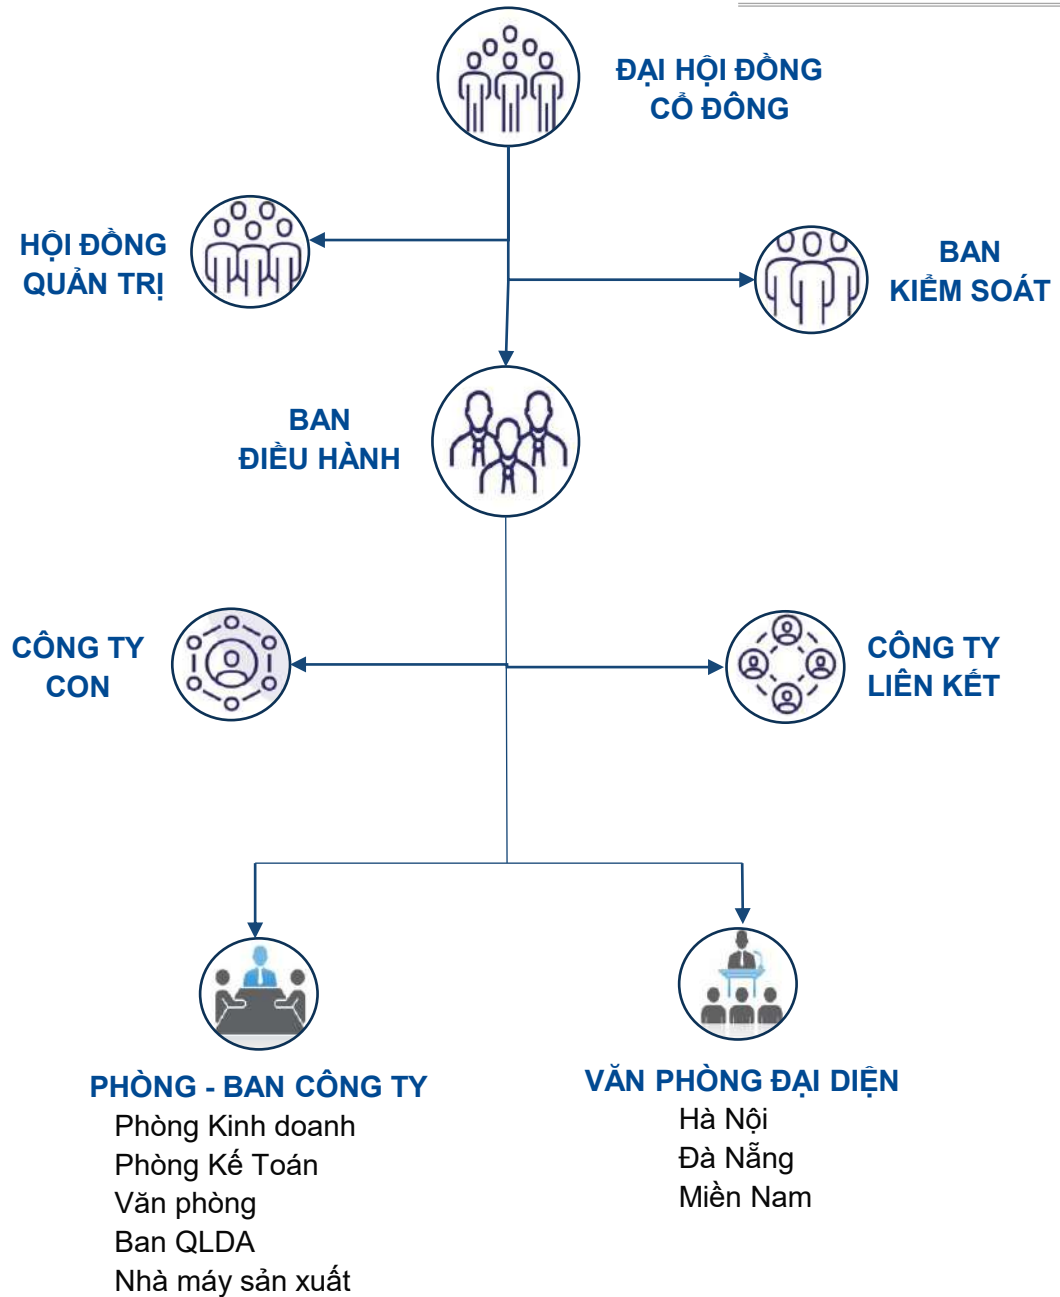 ĐẠI HỘI ĐỒNG
CỔ ĐÔNG
HỘI ĐỒNG
QUẢN TRỊ
BAN
KIỂM SOÁT
BAN
ĐIỀU HÀNH
CÔNG TY
CON
CÔNG TY
LIÊN KẾT
PHÒNG - BAN CÔNG TY
Phòng Kinh doanh
Phòng Kế Toán
Văn phòng
Ban QLDA
Nhà máy sản xuất
VĂN PHÒNG ĐẠI DIỆN
Hà Nội
Đà Nẵng
Miền Nam